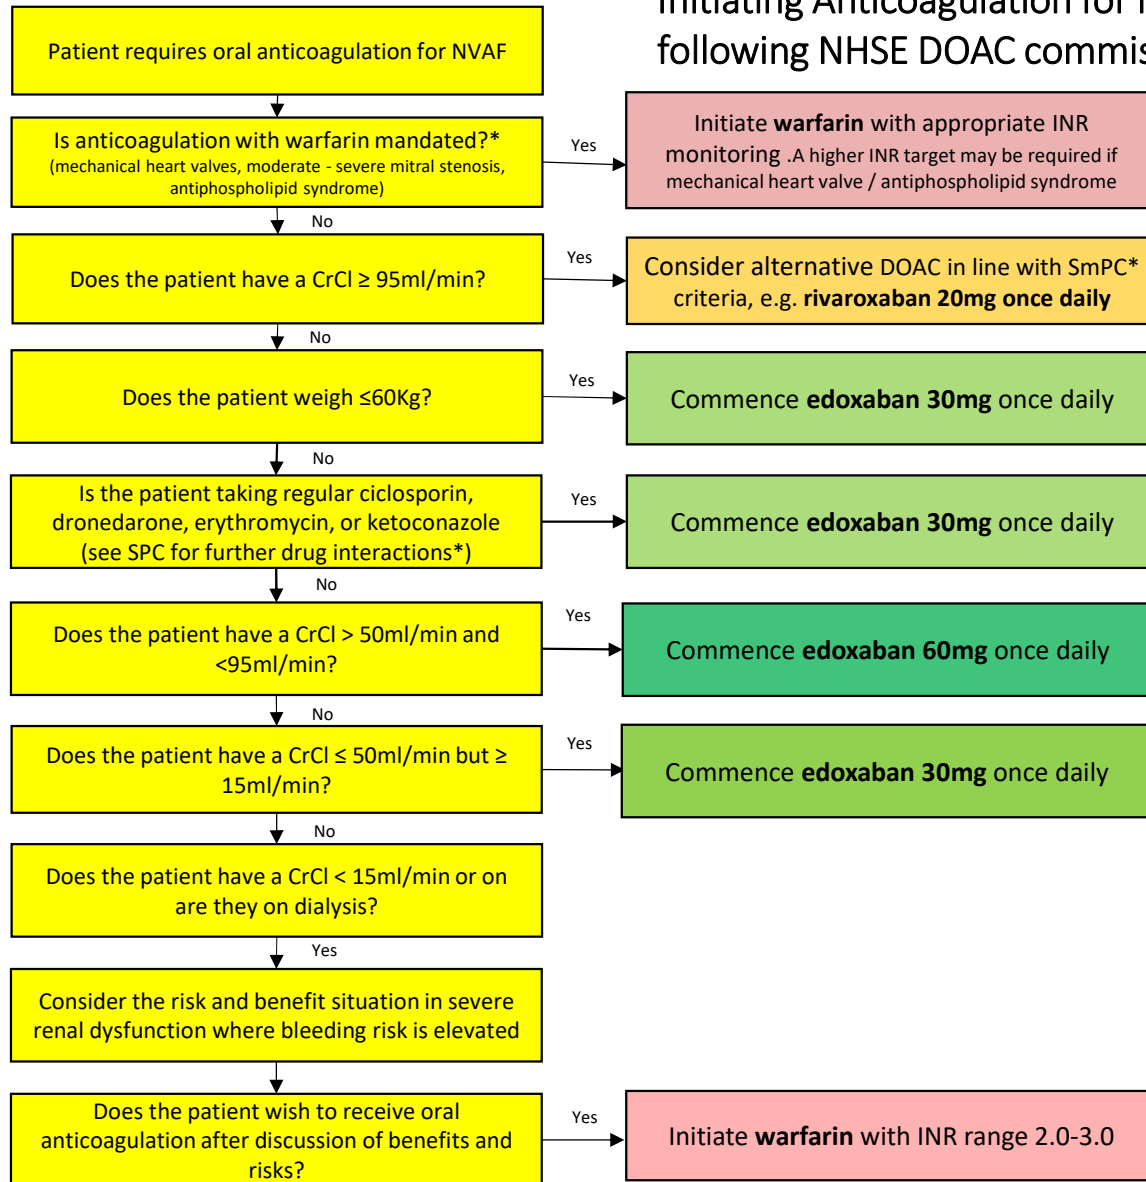 Initiating Anticoagulation for
following NHSE DOAC
Patient requires oral anticoagulation for NVAF
Is anticoagulation with warfarin mandated?*
(mechanical heart valves, moderate - severe mitral stenosis,
antiphospholipid syndrome)
Yes
Initiate warfarin with appropriate INR
monitoring .A higher INR target may be required if
mechanical heart valve / antiphospholipid syndrome
No
Does the patient have a CrCl ≥ 95ml/min?
Yes
Consider alternative DOAC in line with SmPC*
criteria, e.g. rivaroxaban 20mg once daily
No
Does the patient weigh ≤60Kg?
Yes
Commence edoxaban 30mg once daily
No
Is the patient taking regular ciclosporin,
dronedarone, erythromycin, or ketoconazole
(see SPC for further drug interactions*)
Yes
Commence edoxaban 30mg once daily
No
Does the patient have a CrCl > 50ml/min and
<95ml/min?
Yes
Commence edoxaban 60mg once daily
No
Does the patient have a CrCl ≤ 50ml/min but ≥
15ml/min?
Yes
Commence edoxaban 30mg once daily
No
Does the patient have a CrCl < 15ml/min or on
are they on dialysis?
Yes
Consider the risk and benefit situation in severe
renal dysfunction where bleeding risk is elevated
Does the patient wish to receive oral
anticoagulation after discussion of benefits and
risks?
Yes
Initiate warfarin with INR range 2.0-3.0